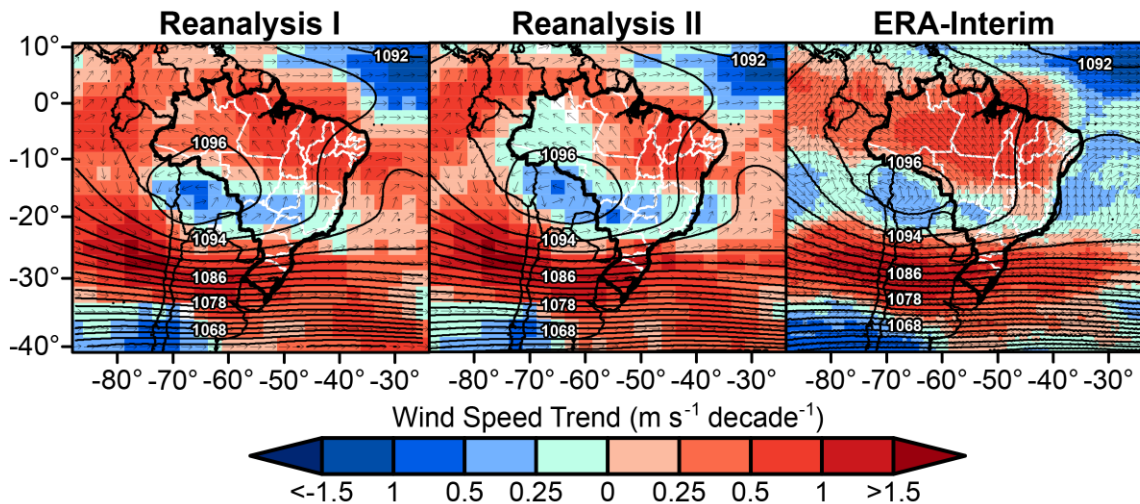 Reanalysis I Reanalysis II ERA-Interim
10° 1092 1092
0°
-10° 1096 1096 1096
-20°
1094 1094 1094
-30° 1086 1086 1086
1078 1078 1078
-40° 1068 1068 1068
-80° -70° -60° -50° -40° -30° -80° -70° -60° -50° -40° -30° -80° -70° -60° -50° -40° -30°
Wind Speed Trend (m s⁻¹ decade⁻¹)
<-1.5 1 0.5 0.25 0 0.25 0.5 1 >1.5